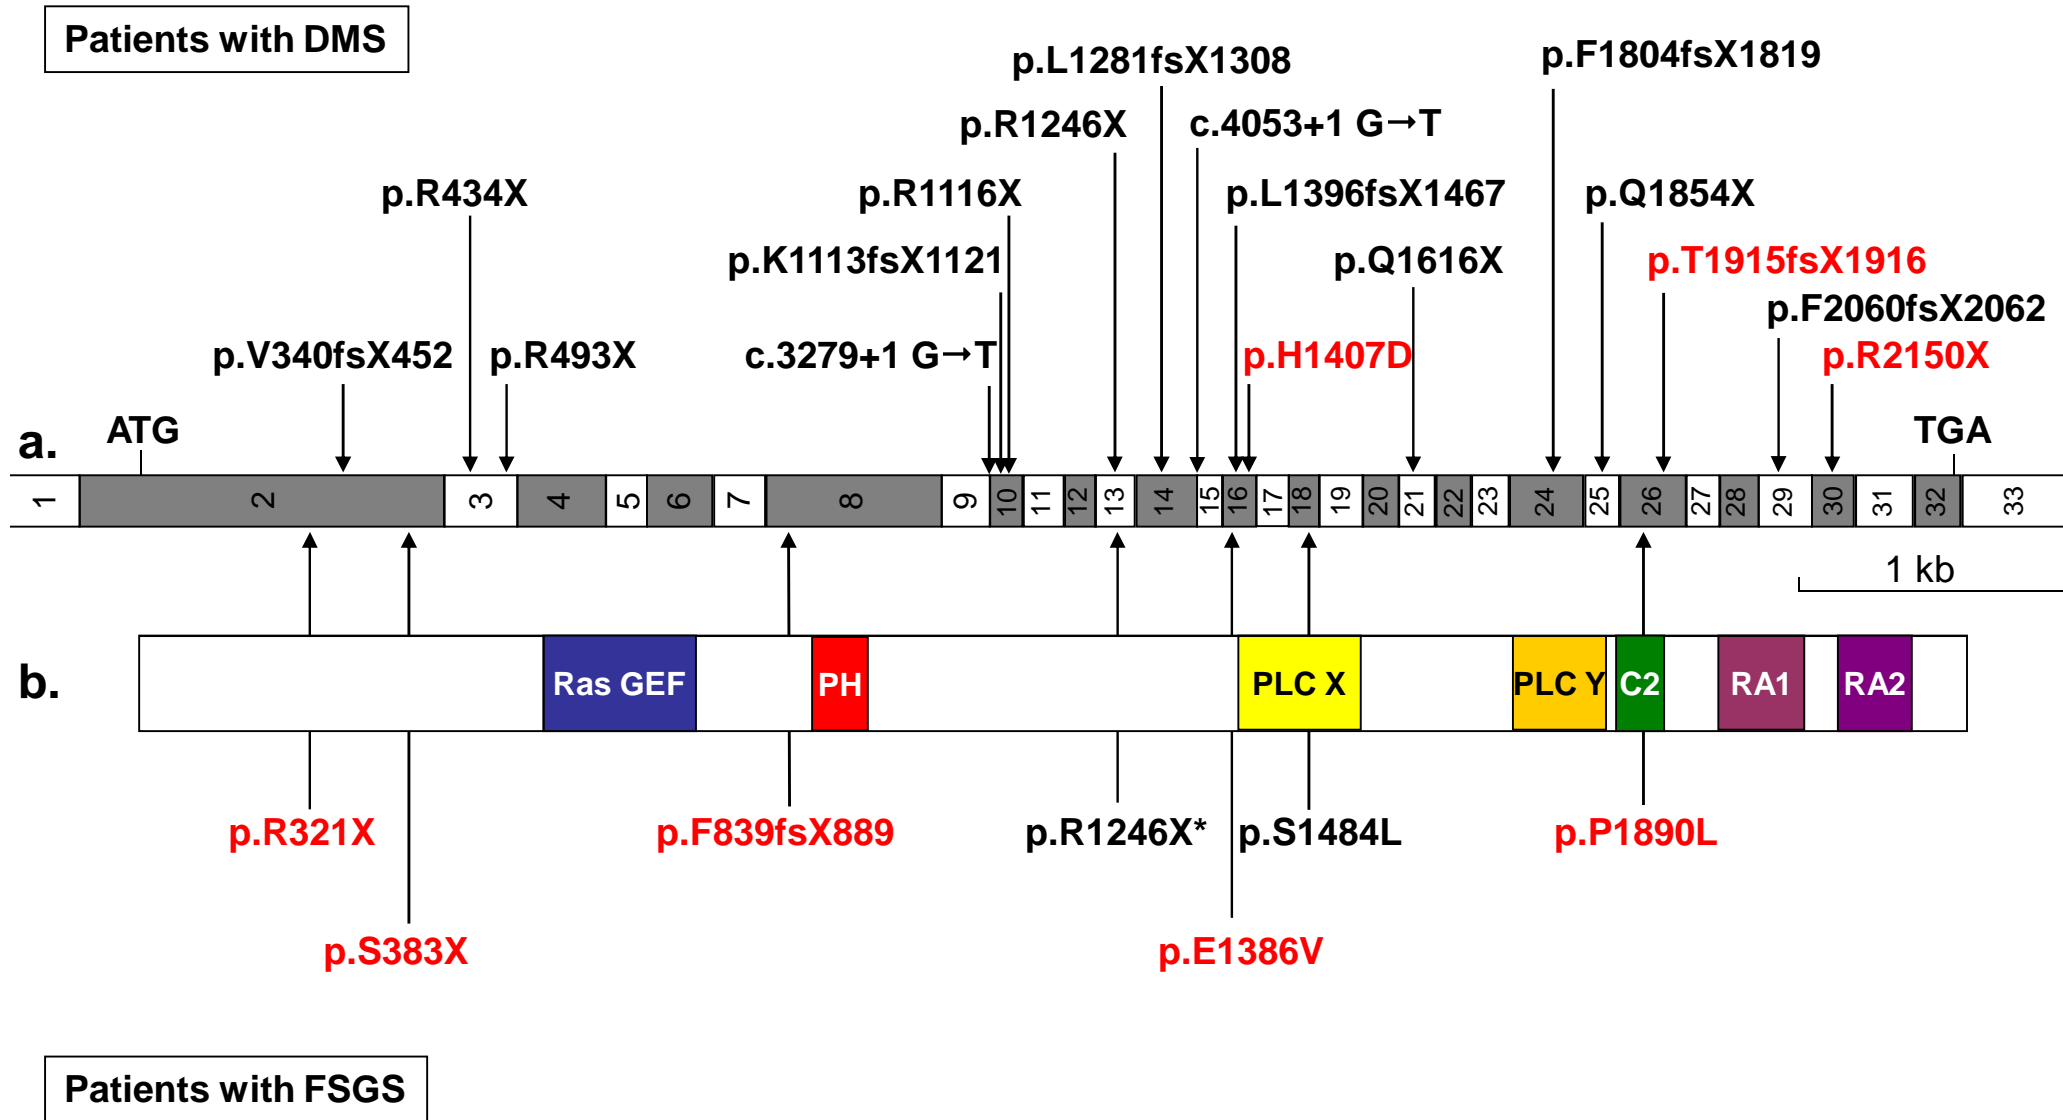 Patients with DMS
p.L1281fsX1308
p.F1804fsX1819
p.R1246X
c.4053+1 G→T
p.R434X
p.R1116X
p.L1396fsX1467
p.Q1854X
p.K1113fsX1121
p.Q1616X
p.T1915fsX1916
p.F2060fsX2062
p.V340fsX452
p.R493X
c.3279+1 G→T
p.H1407D
p.R2150X
a.
ATG
TGA
1 2 3 4 5 6 7 8 9 10 11 12 13 14 15 16 17 18 19 20 21 22 23 24 25 26 27 28 29 30 31 32 33
1 kb
b.
Ras GEF
PH
PLC X
PLC Y
C2
RA1
RA2
p.R321X
p.F839fsX889
p.R1246X*
p.S1484L
p.P1890L
p.S383X
p.E1386V
Patients with FSGS